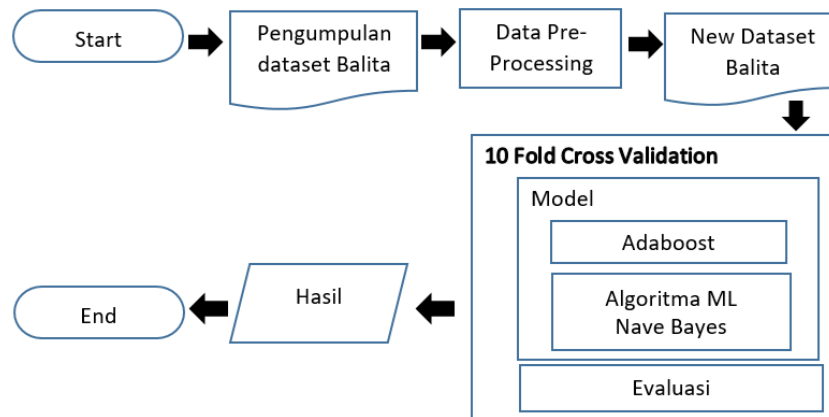 Start
Pengumpulan
dataset Balita
Data Pre-
Processing
New Dataset
Balita
10 Fold Cross Validation
Model
Adaboost
Algoritma ML
Nave Bayes
Evaluasi
Hasil
End